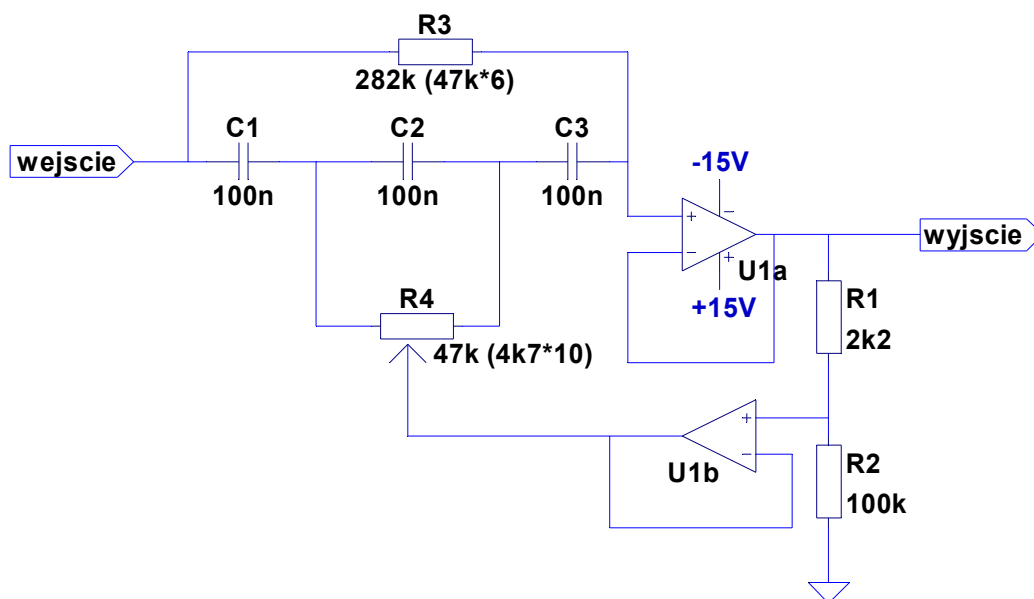 R3
282k (47k*6)
C1
C2
C3
wejscie
100n
100n
100n
-15V
+
−
−
+
U1a
wyjscie
+15V
R4
47k (4k7*10)
R1
2k2
+
−
U1b
R2
100k